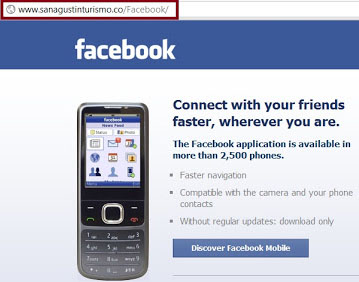 www.sanagustinturismo.co/Facebook/
facebook
Connect with your friends
faster, wherever you are.
The Facebook application is available in
more than 2,500 phones.
Faster navigation
Compatible with the camera and your phone
contacts
Without regular updates: download only
Discover Facebook Mobile
facebook
News Feed
Status Photo